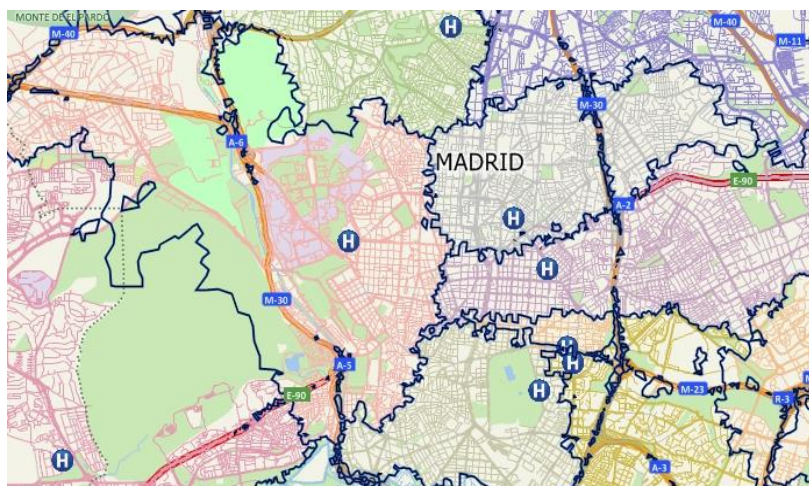 MONTE DE EL PARDO
M-40
M-40
M-11
M-30
A-6
MADRID
E-90
A-2
H
H
H
H
M-30
H
H
A-5
H
E-90
M-23
R-3
H
A-3